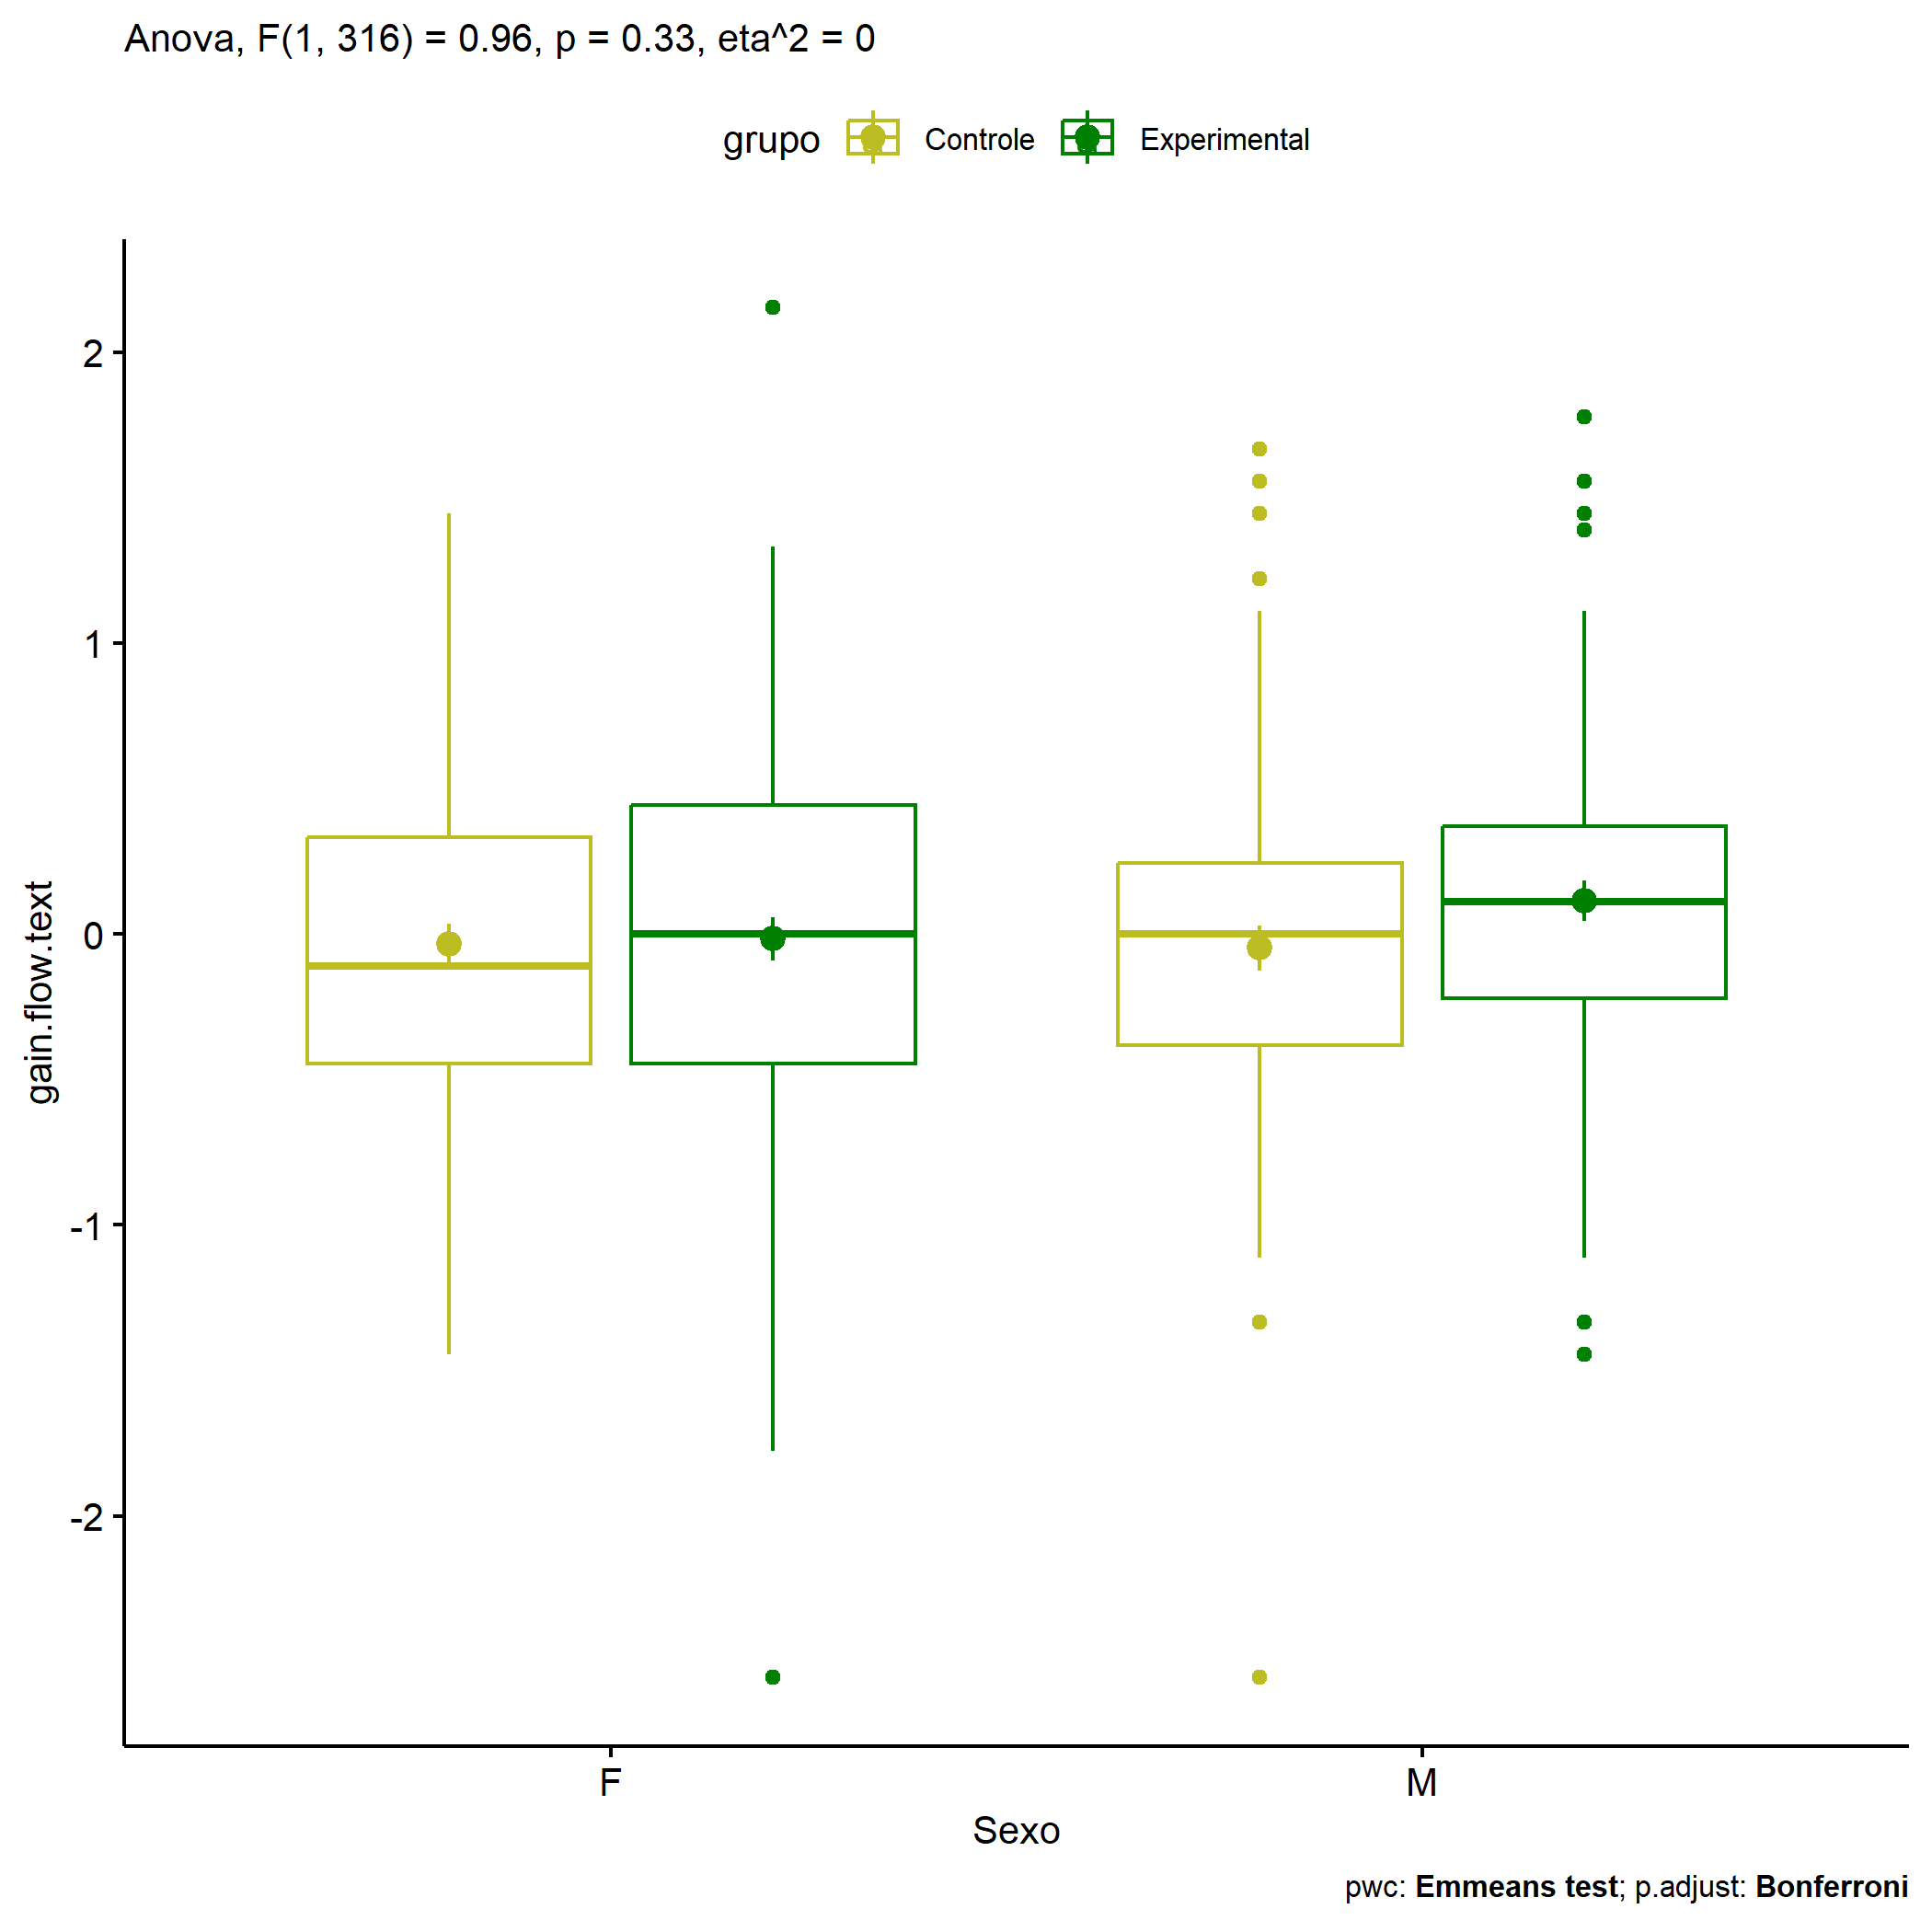 Anova, F(1, 316) = 0.96, p = 0.33, eta^2 = 0
grupo Controle Experimental
gain.flow.text
2
1
0
-1
-2
F M
Sexo
pwc: Emmeans test; p.adjust: Bonferroni